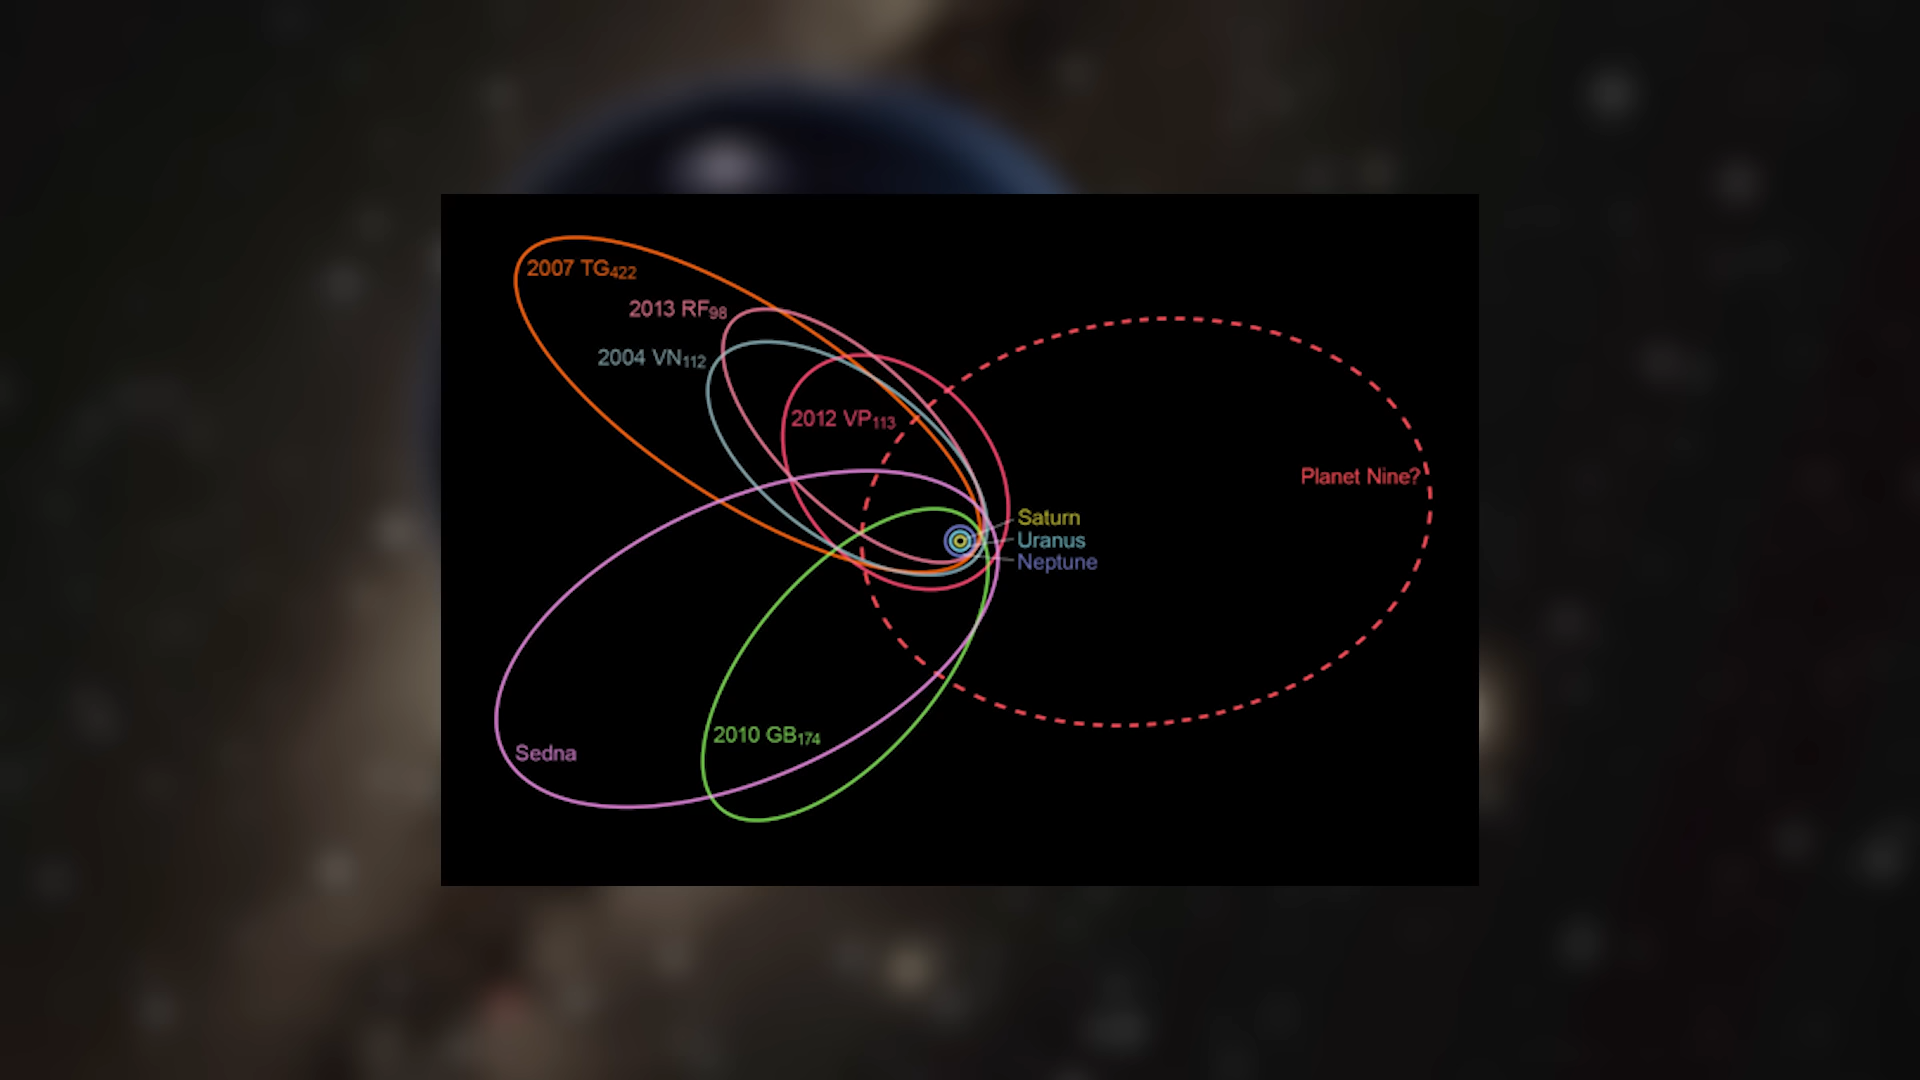 2007 TG₄₂₂
2013 RF₉₈
2004 VN₁₁₂
2012 VP₁₁₃
Planet Nine?
Saturn
Uranus
Neptune
2010 GB₁₇₄
Sedna